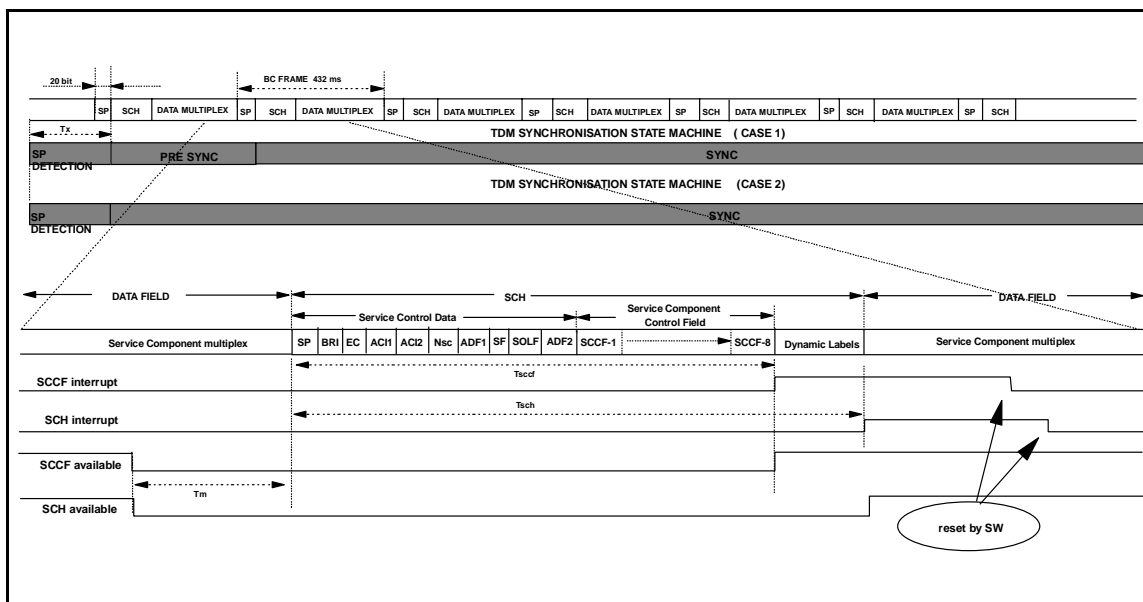 20 bit
BC FRAME 432 ms
SP SCH DATA MULTIPLEX SP SCH DATA MULTIPLEX SP SCH DATA MULTIPLEX SP SCH DATA MULTIPLEX SP SCH DATA MULTIPLEX SP SCH DATA MULTIPLEX SP SCH
Tx
TDM SYNCHRONISATION STATE MACHINE ( CASE 1)
SP DETECTION
PRE SYNC
SYNC
TDM SYNCHRONISATION STATE MACHINE (CASE 2)
SP DETECTION
SYNC
DATA FIELD SCH DATA FIELD
Service Control Data
Service Component
Control Field
Service Component multiplex SP BRI EC ACI1 ACI2 Nsc ADF1 SF SOLF ADF2 SCCF-1 SCCF-8 Dynamic Labels Service Component multiplex
Tsccf
SCCF interrupt
Tsch
SCH interrupt
SCCF available
Tm
SCH available
reset by SW